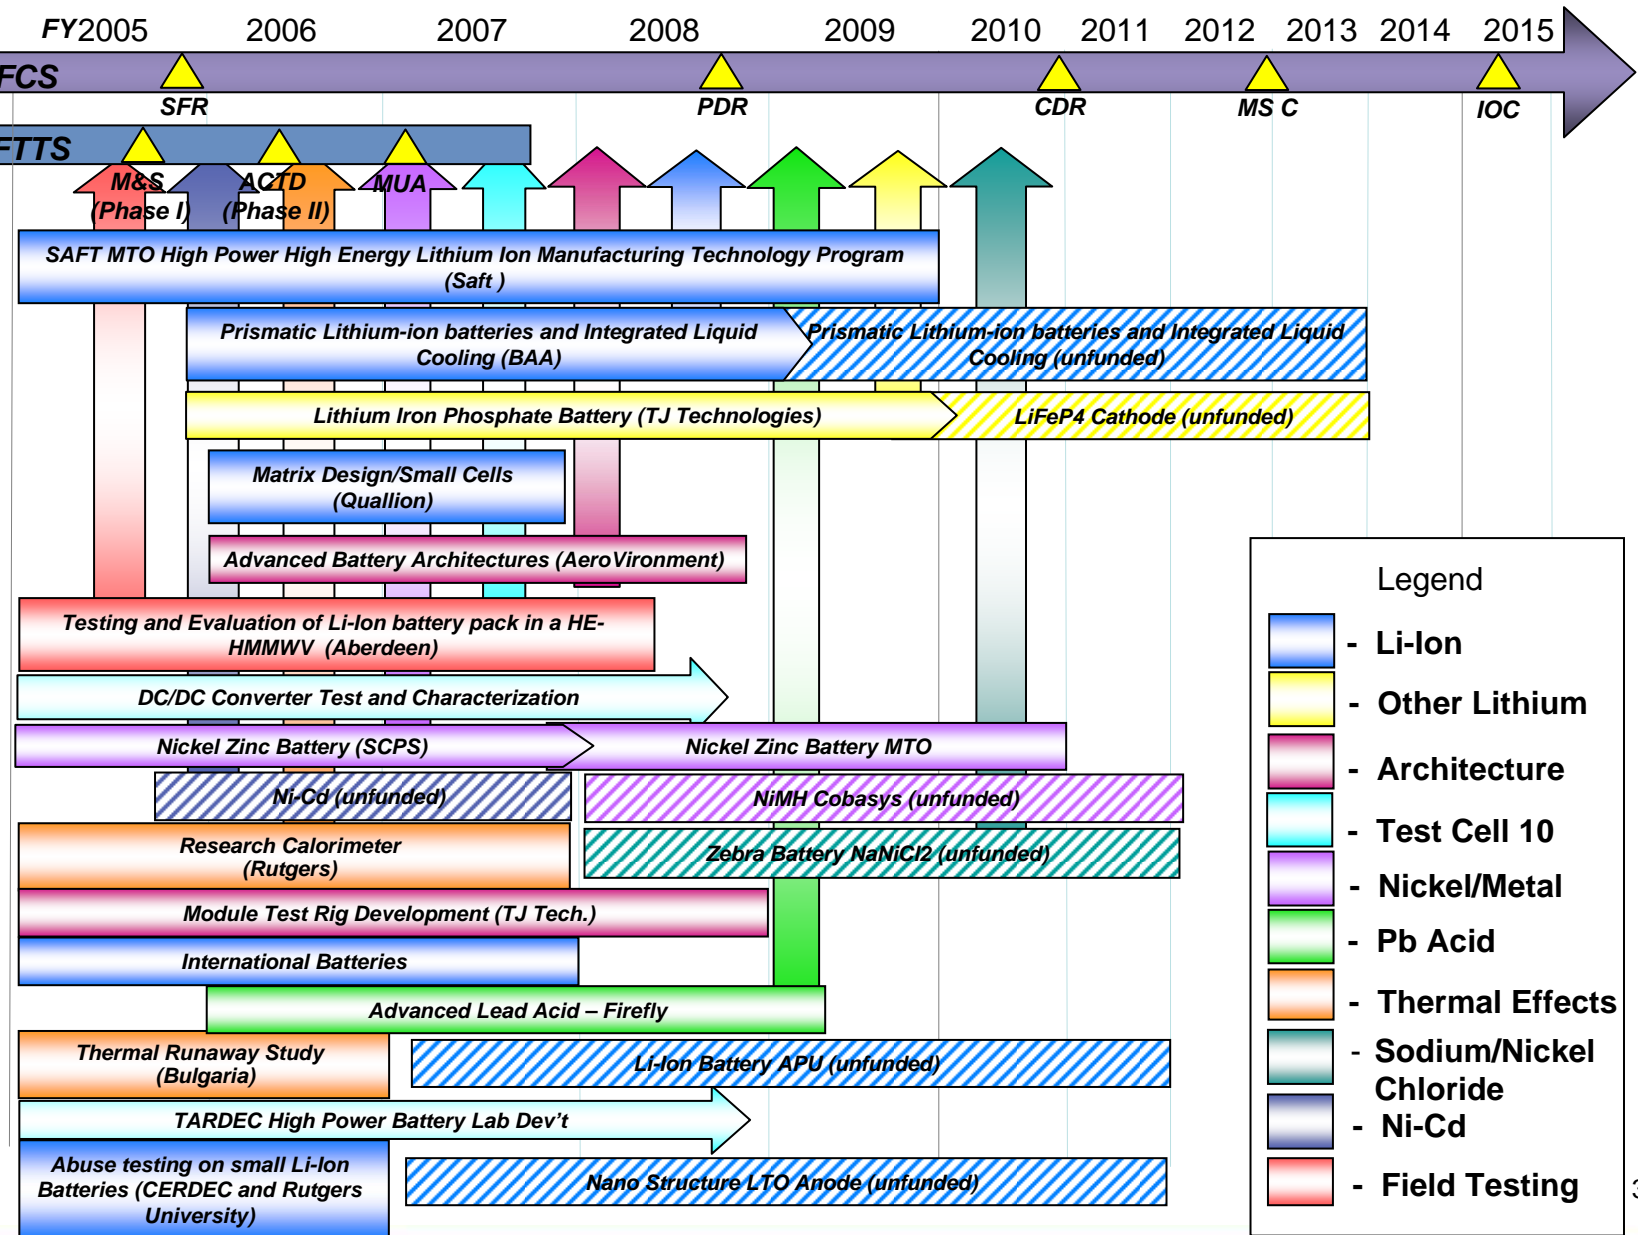 FY2005 2006 2007 2008 2009 2010 2011 2012 2013 2014 2015
FCS
SFR PDR CDR MS C IOC
FTTS
M&S ACTD MUA
(Phase I) (Phase II)
SAFT MTO High Power High Energy Lithium Ion Manufacturing Technology Program
(Saft )
Prismatic Lithium-ion batteries and Integrated Liquid
Cooling (BAA)
Prismatic Lithium-ion batteries and Integrated Liquid
Cooling (unfunded)
Lithium Iron Phosphate Battery (TJ Technologies)
LiFeP4 Cathode (unfunded)
Matrix Design/Small Cells
(Quallion)
Advanced Battery Architectures (AeroVironment)
Testing and Evaluation of Li-Ion battery pack in a HE-
HMMWV (Aberdeen)
DC/DC Converter Test and Characterization
Nickel Zinc Battery (SCPS)
Nickel Zinc Battery MTO
Ni-Cd (unfunded)
NiMH Cobasys (unfunded)
Research Calorimeter
(Rutgers)
Zebra Battery NaNiCl2 (unfunded)
Module Test Rig Development (TJ Tech.)
International Batteries
Advanced Lead Acid – Firefly
Thermal Runaway Study
(Bulgaria)
Li-Ion Battery APU (unfunded)
TARDEC High Power Battery Lab Dev't
Abuse testing on small Li-Ion
Batteries (CERDEC and Rutgers
University)
Nano Structure LTO Anode (unfunded)
Legend
- Li-Ion
- Other Lithium
- Architecture
- Test Cell 10
- Nickel/Metal
- Pb Acid
- Thermal Effects
- Sodium/Nickel
Chloride
- Ni-Cd
- Field Testing